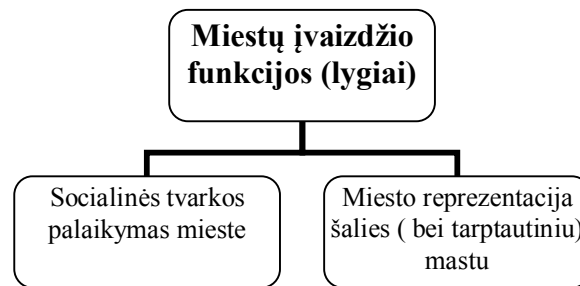 Miestų įvaizdžio
funkcijos (lygiai)
Socialinės tvarkos
palaikymas mieste
Miesto reprezentacija
šalies ( bei tarptautiniu)
mastu